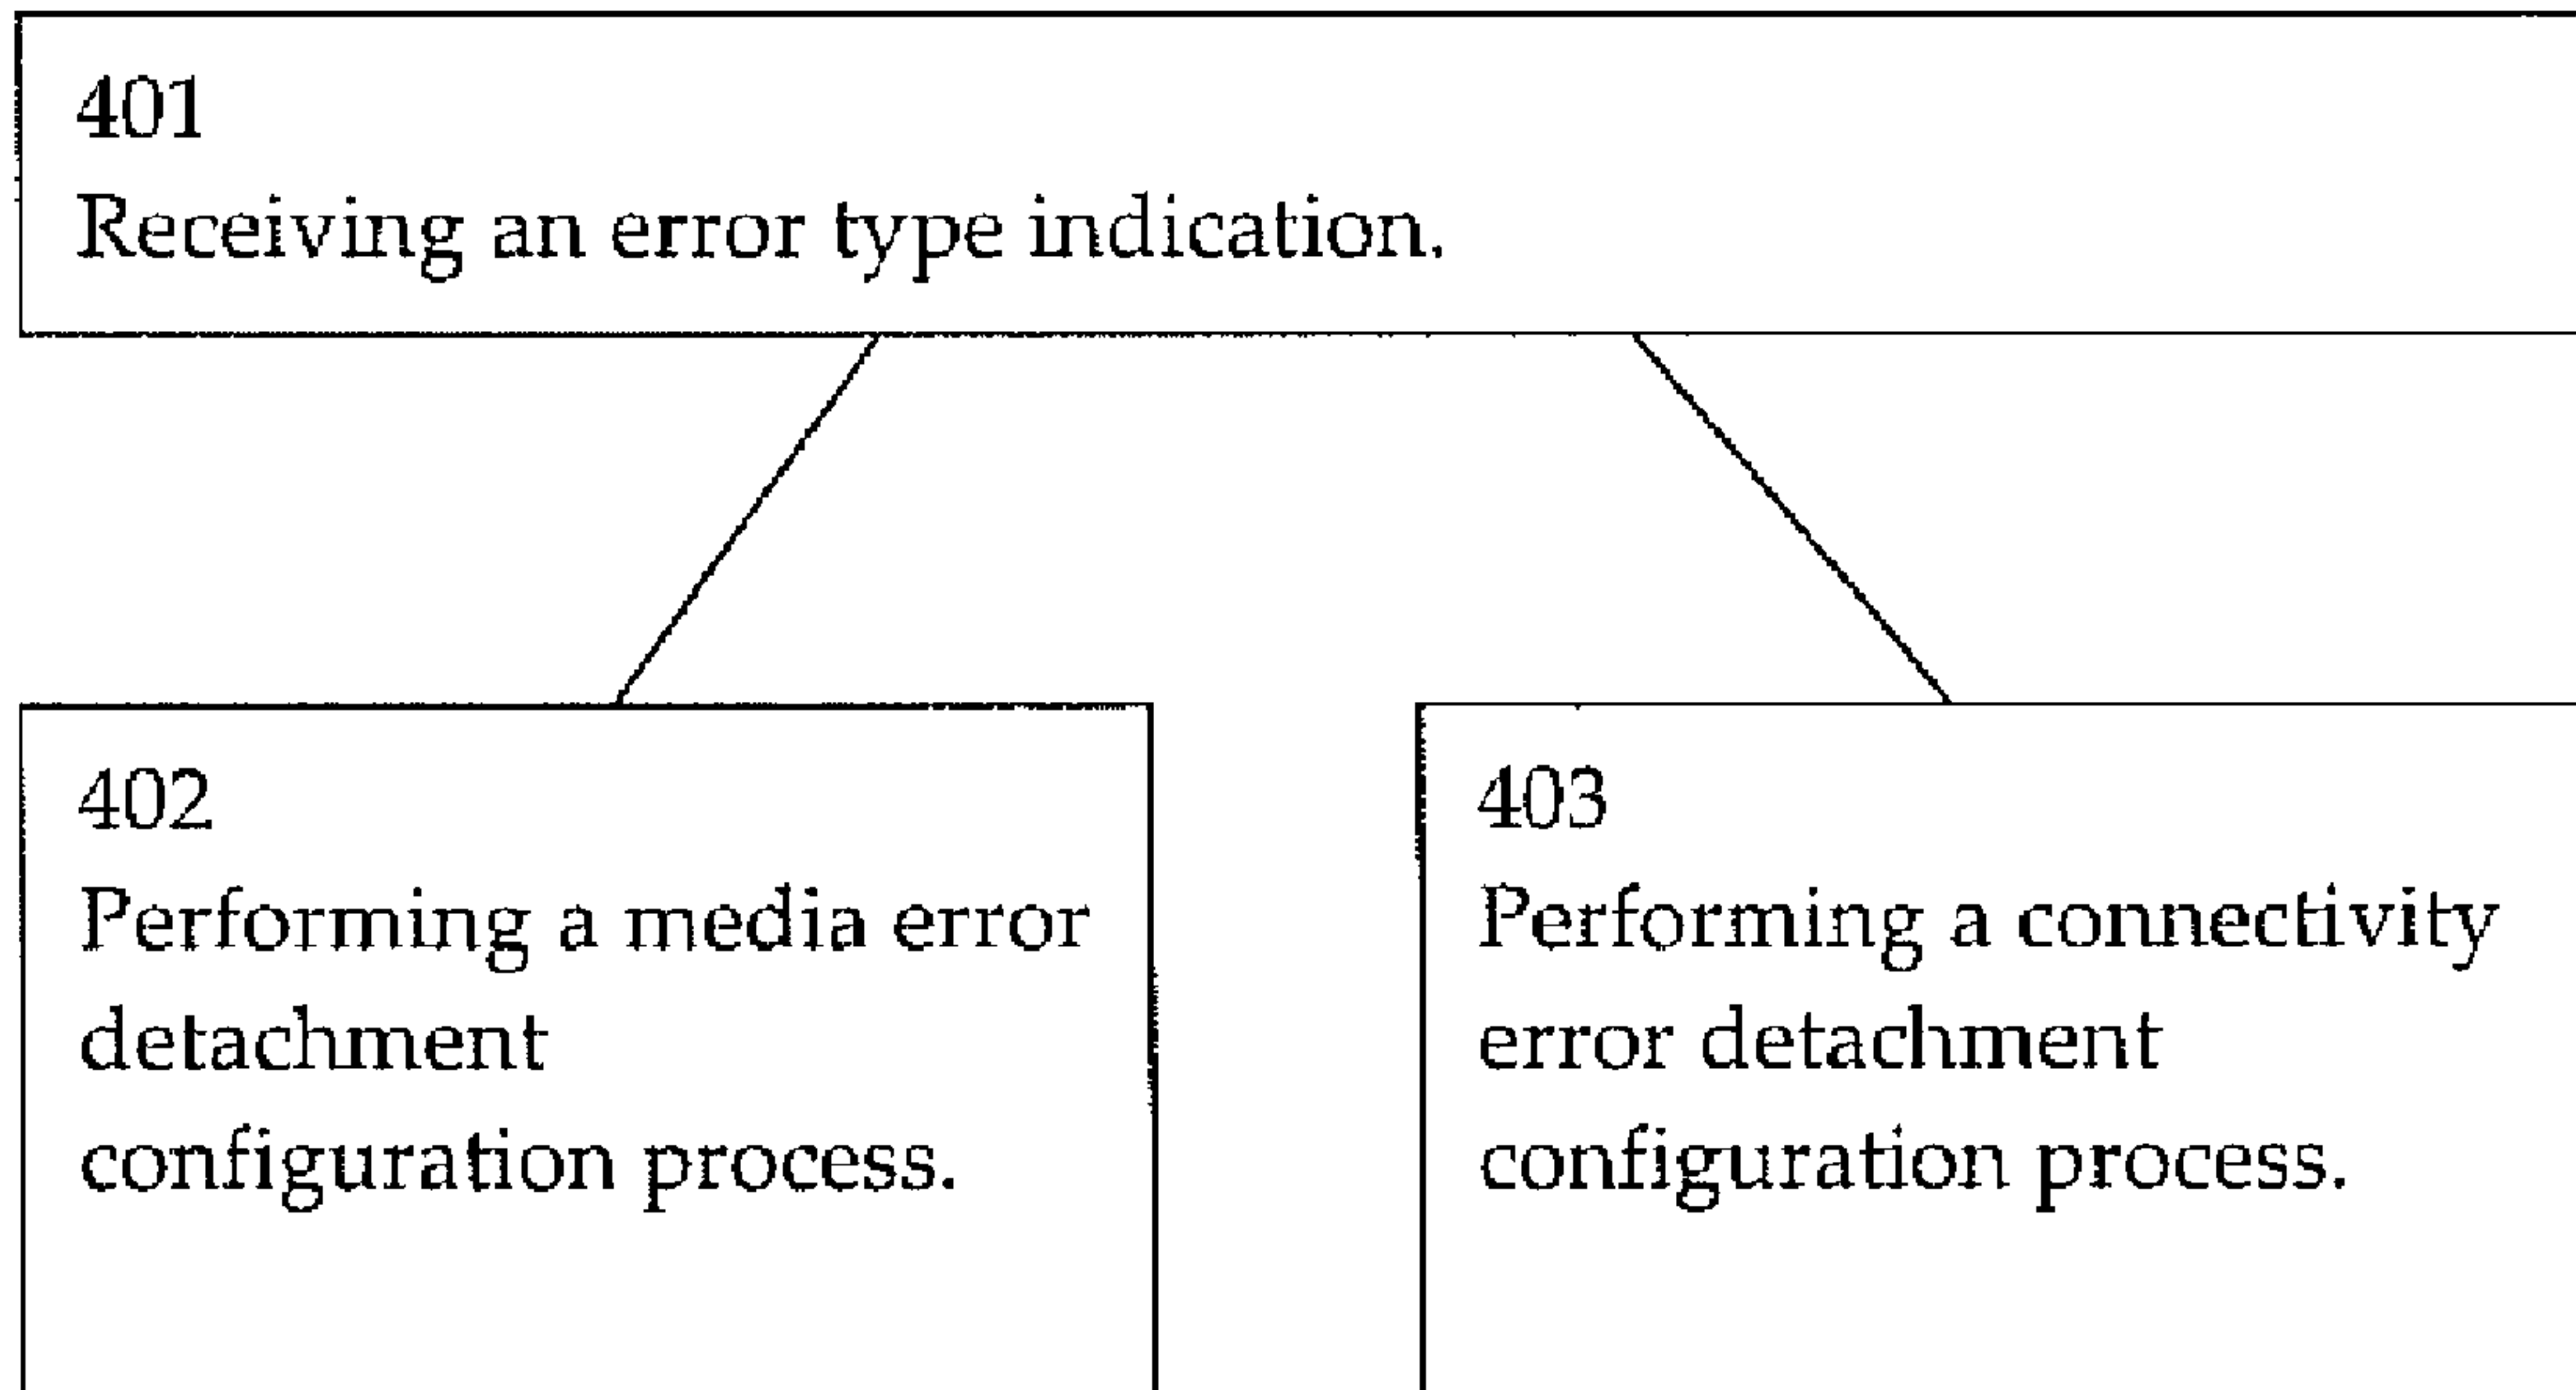 401
Receiving an error type indication.
402
Performing a media error
detachment
configuration process.
403
Performing a connectivity
error detachment
configuration process.